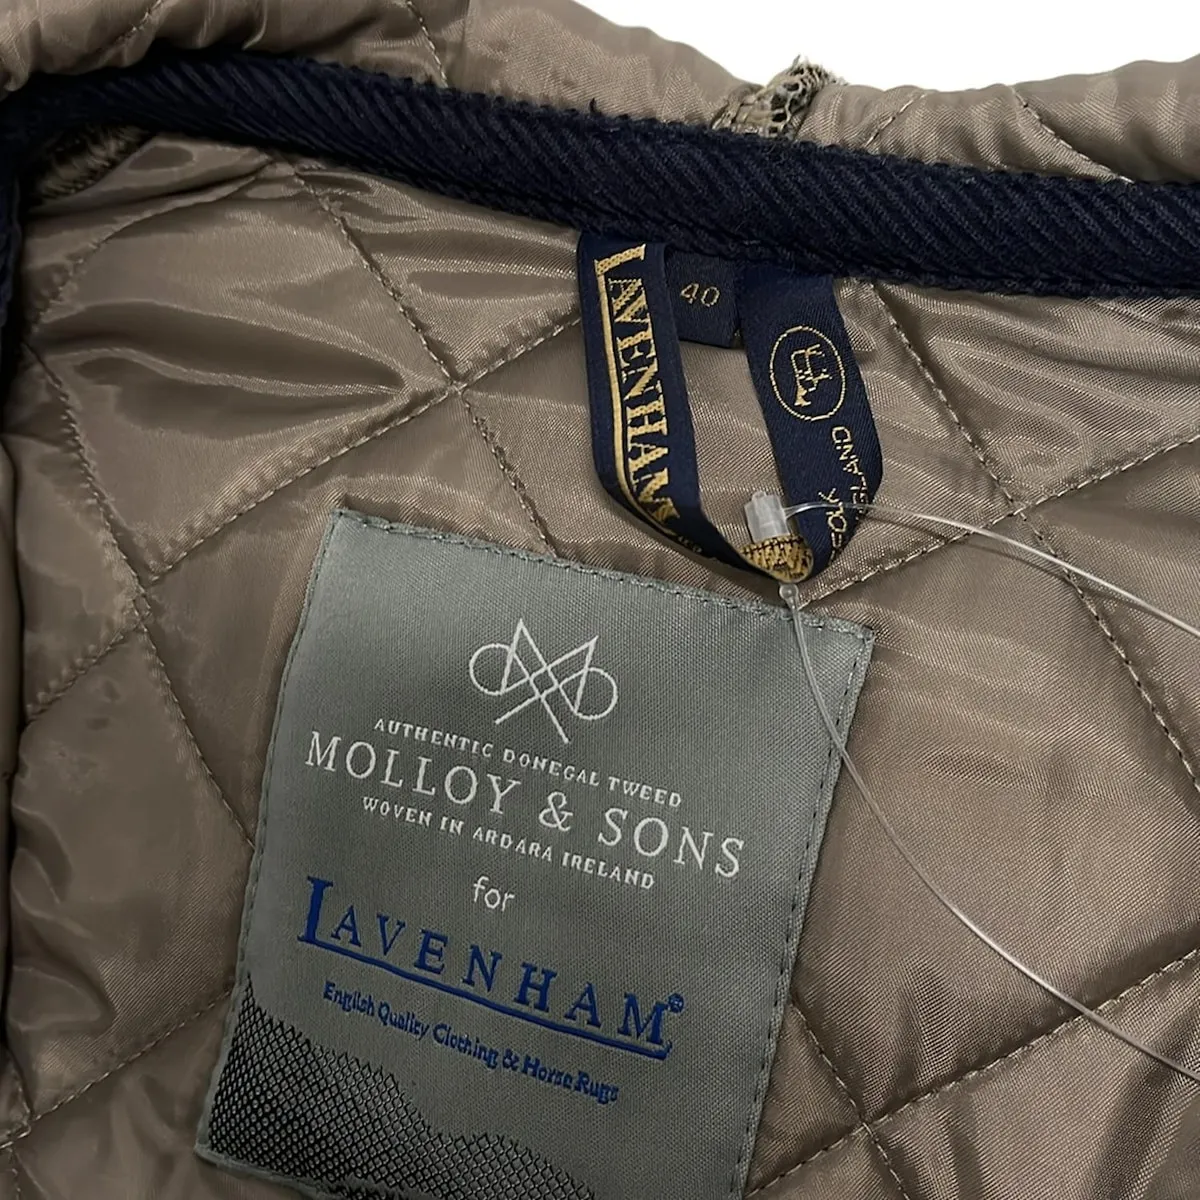 LAVENHAM
40
AUTHENTIC DONEGAL TWEED
MOLLOY & SONS
WOVEN IN ARDARA IRELAND
for
LAVENHAM®
English Quality Clothing & Horse Rugs